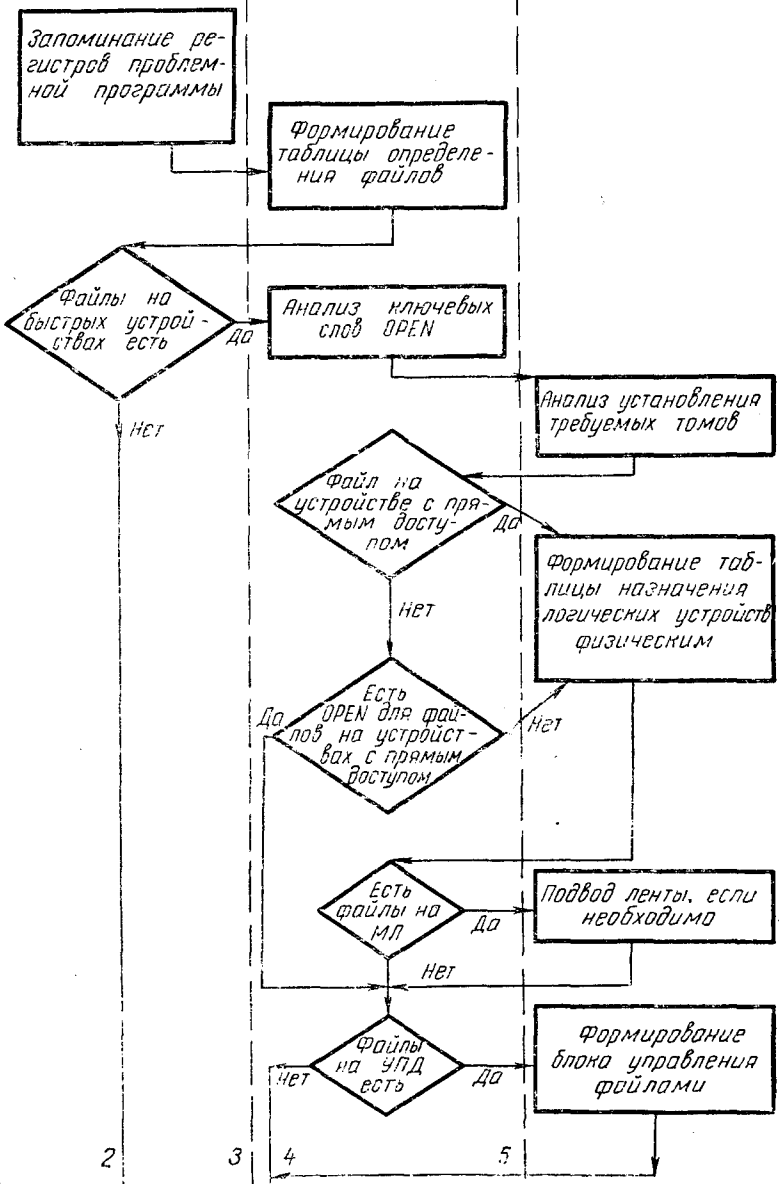 Запоминание ре-
гистров проблем-
ной программы
Формирование
таблицы определе-
ния файлов
Файлы на
быстрых устрой-
ствах есть
Да
Анализ ключевых
слов OPEN
Нет
Анализ установления
требуемых томов
Файл на
устройстве с пря-
мым досту-
пом
Да
Формирование таб-
лицы назначения
логических устройств
физическим
Нет
Есть
OPEN для фай-
лов на устройст-
вах с прямым
доступом
Да
Нет
Есть
файлы на
МЛ
Да
Подвод ленты, если
необходимо
Нет
Файлы
на УПД
есть
Нет
Да
Формирование
блока управления
файлами
2 3 4 5